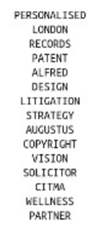 PERSONALISED
LONDON
RECORDS
PATENT
ALFRED
DESIGN
LITIGATION
STRATEGY
AUGUSTUS
COPYRIGHT
VISION
SOLICITOR
CITMA
WELLNESS
PARTNER